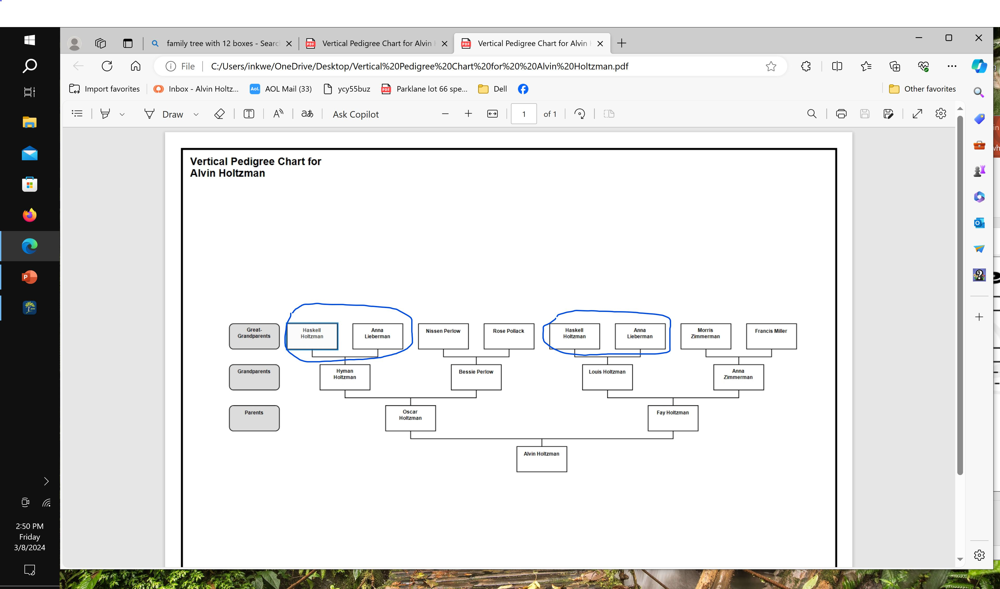 family tree with 12 boxes - Searc
Vertical Pedigree Chart for Alvin H
Vertical Pedigree Chart for Alvin H
File
C:/Users/inkwe/OneDrive/Desktop/Vertical%20Pedigree%20Chart%20for%20%20Alvin%20Holtzman.pdf
Import favorites
Inbox - Alvin Holtz...
Aol.
AOL Mail (33)
ycy55buz
PDF
Parklane lot 66 spe...
Dell
Other favorites
Draw
aあ
Ask Copilot
1
of 1
Vertical Pedigree Chart for
Alvin Holtzman
Great-
Grandparents
Haskell
Holtzman
Anna
Lieberman
Nissen Perlow
Rose Pollack
Haskell
Holtzman
Anna
Lieberman
Morris
Zimmerman
Francis Miller
Grandparents
Hyman
Holtzman
Bessie Perlow
Louis Holtzman
Anna
Zimmerman
Parents
Oscar
Holtzman
Fay Holtzman
Alvin Holtzman
2:50 PM
Friday
3/8/2024